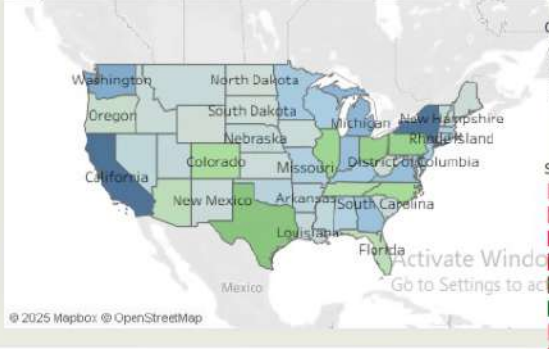 Washington
North Dakota
Oregon
South Dakota
Michigan
New Hampshire
Nebraska
Rhode Island
Colorado
Missouri
District of Columbia
California
New Mexico
Arkansas
South Carolina
Louisiana
Florida
Activate Windo
Go to Settings to act
Mexico
© 2025 Mapbox © OpenStreetMap